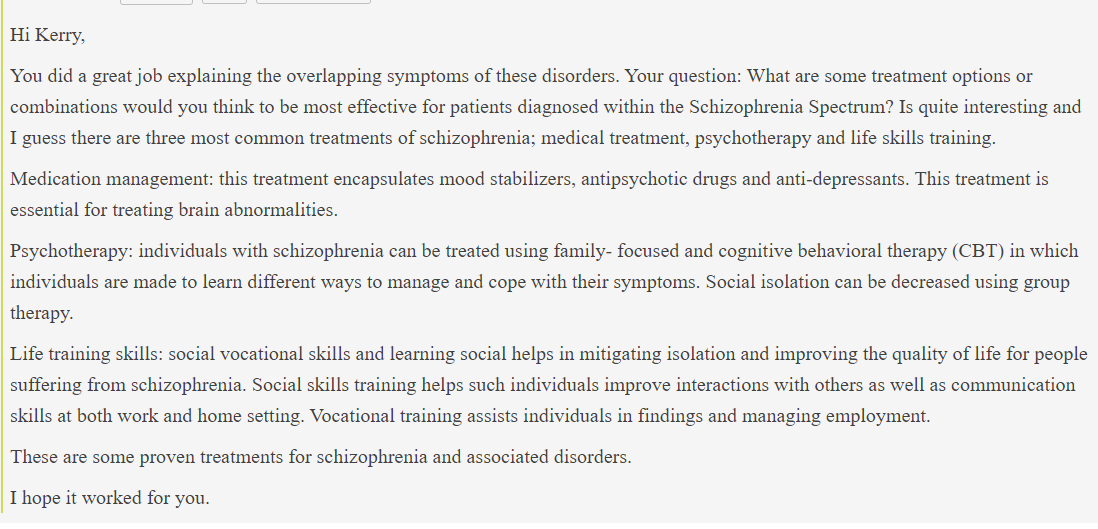 Hi Kerry,
You did a great job explaining the overlapping symptoms of these disorders. Your question: What are some treatment options or
combinations would you think to be most effective for patients diagnosed within the Schizophrenia Spectrum? Is quite interesting and
I guess there are three most common treatments of schizophrenia; medical treatment, psychotherapy and life skills training.
Medication management: this treatment encapsulates mood stabilizers, antipsychotic drugs and anti-depressants. This treatment is
essential for treating brain abnormalities.
Psychotherapy: individuals with schizophrenia can be treated using family- focused and cognitive behavioral therapy (CBT) in which
individuals are made to learn different ways to manage and cope with their symptoms. Social isolation can be decreased using group
therapy.
Life training skills: social vocational skills and learning social helps in mitigating isolation and improving the quality of life for people
suffering from schizophrenia. Social skills training helps such individuals improve interactions with others as well as communication
skills at both work and home setting. Vocational training assists individuals in findings and managing employment.
These are some proven treatments for schizophrenia and associated disorders.
I hope it worked for you.